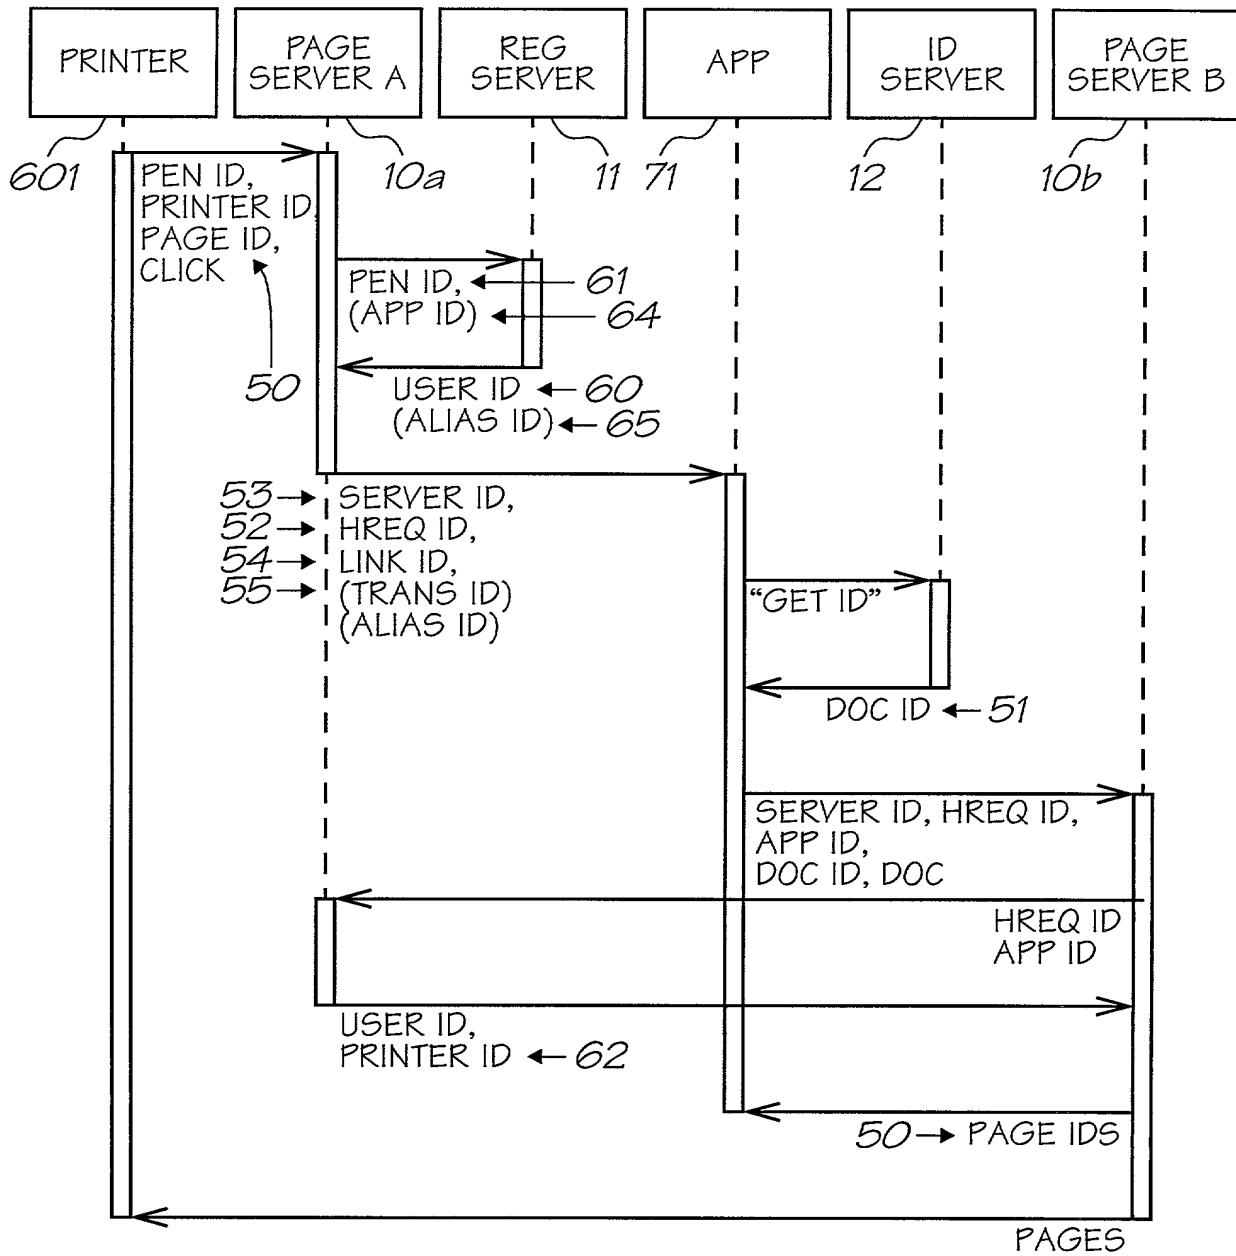 PRINTER
PAGE
SERVER A
REG
SERVER
APP
ID
SERVER
PAGE
SERVER B
601
10a
11
71
12
10b
PEN ID,
PRINTER ID,
PAGE ID,
CLICK
50
PEN ID,
61
(APP ID)
64
USER ID
60
(ALIAS ID)
65
53
SERVER ID,
52
HREQ ID,
54
LINK ID,
55
(TRANS ID)
(ALIAS ID)
“GET ID”
DOC ID
51
SERVER ID, HREQ ID,
APP ID,
DOC ID, DOC
HREQ ID
APP ID
USER ID,
PRINTER ID
62
50
PAGE IDS
PAGES